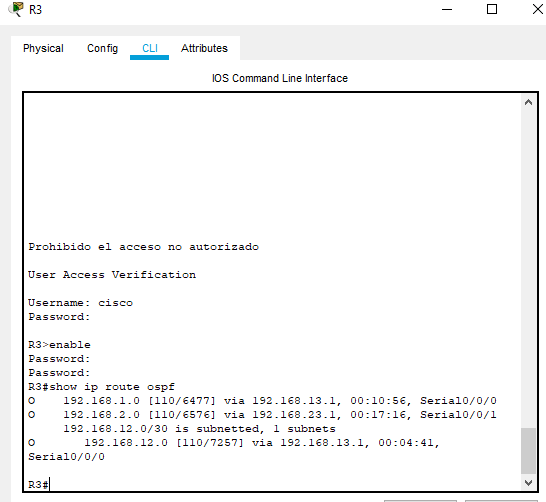 R3
Physical Config CLI Attributes
IOS Command Line Interface
Prohibido el acceso no autorizado
User Access Verification
Username: cisco
Password:
R3>enable
Password:
Password:
R3#show ip route ospf
O    192.168.1.0 [110/6477] via 192.168.13.1, 00:10:56, Serial0/0/0
O    192.168.2.0 [110/6576] via 192.168.23.1, 00:17:16, Serial0/0/1
     192.168.12.0/30 is subnetted, 1 subnets
O       192.168.12.0 [110/7257] via 192.168.13.1, 00:04:41,
Serial0/0/0
R3#